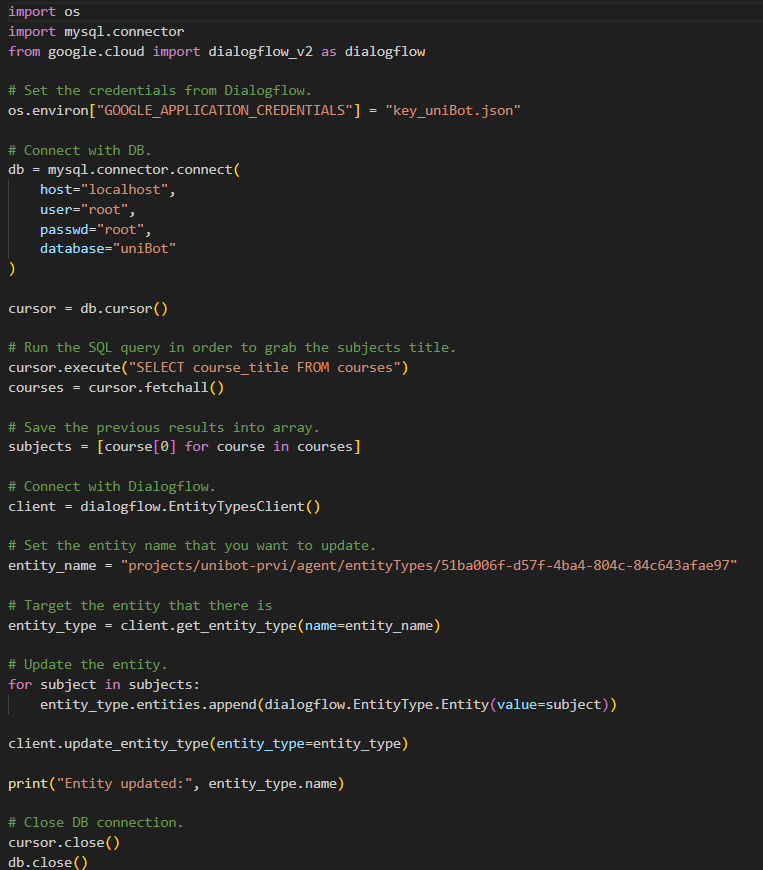 import os
import mysql.connector
from google.cloud import dialogflow_v2 as dialogflow

# Set the credentials from Dialogflow.
os.environ["GOOGLE_APPLICATION_CREDENTIALS"] = "key_uniBot.json"

# Connect with DB.
db = mysql.connector.connect(
    host="localhost",
    user="root",
    passwd="root",
    database="uniBot"
)

cursor = db.cursor()

# Run the SQL query in order to grab the subjects title.
cursor.execute("SELECT course_title FROM courses")
courses = cursor.fetchall()

# Save the previous results into array.
subjects = [course[0] for course in courses]

# Connect with Dialogflow.
client = dialogflow.EntityTypesClient()

# Set the entity name that you want to update.
entity_name = "projects/unibot-prvi/agent/entityTypes/51ba006f-d57f-4ba4-804c-84c643afae97"

# Target the entity that there is
entity_type = client.get_entity_type(name=entity_name)

# Update the entity.
for subject in subjects:
    entity_type.entities.append(dialogflow.EntityType.Entity(value=subject))

client.update_entity_type(entity_type=entity_type)

print("Entity updated:", entity_type.name)

# Close DB connection.
cursor.close()
db.close()